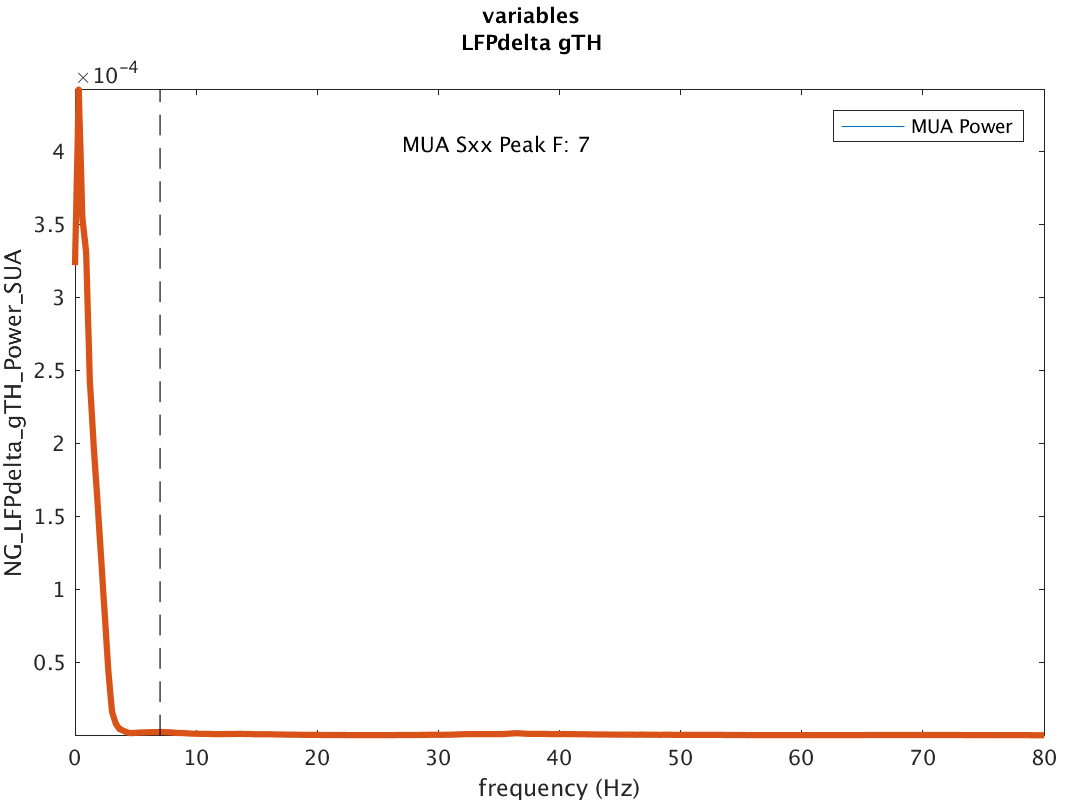 variables
LFPdelta gTH
×10⁻⁴
MUA Sxx Peak F: 7
MUA Power
NG_LFPdelta_gTH_Power_SUA
4
3.5
3
2.5
2
1.5
1
0.5
0 10 20 30 40 50 60 70 80
frequency (Hz)